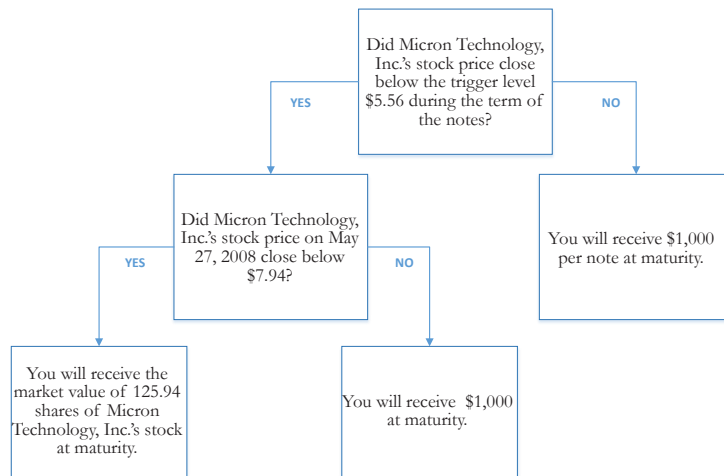 Did Micron Technology,
Inc.'s stock price close
below the trigger level
$5.56 during the term of
the notes?
YES
NO
Did Micron Technology,
Inc.'s stock price on May
27, 2008 close below
$7.94?
You will receive $1,000
per note at maturity.
YES
NO
You will receive the
market value of 125.94
shares of Micron
Technology, Inc.'s stock
at maturity.
You will receive $1,000
at maturity.